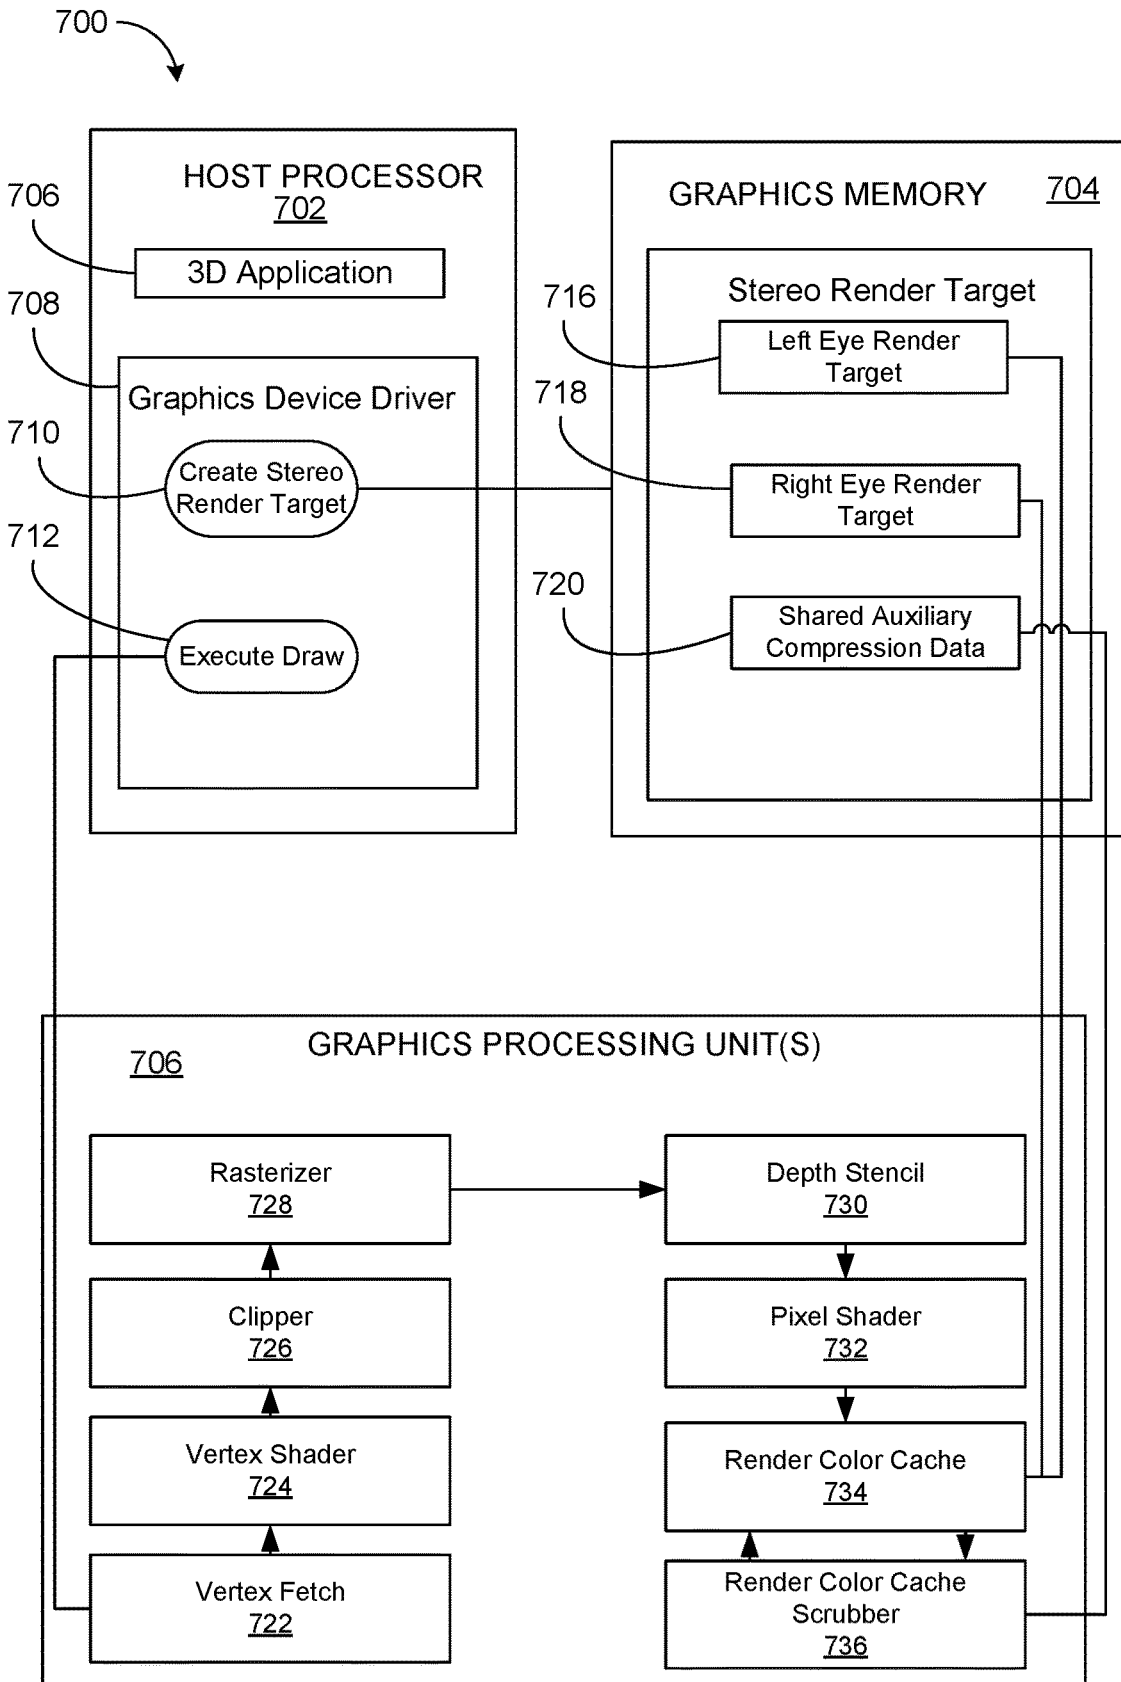 700
HOST PROCESSOR
702
706
3D Application
708
Graphics Device Driver
710
Create Stereo
Render Target
712
Execute Draw
GRAPHICS MEMORY
704
Stereo Render Target
716
Left Eye Render
Target
718
Right Eye Render
Target
720
Shared Auxiliary
Compression Data
GRAPHICS PROCESSING UNIT(S)
706
Rasterizer
728
Clipper
726
Vertex Shader
724
Vertex Fetch
722
Depth Stencil
730
Pixel Shader
732
Render Color Cache
734
Render Color Cache
Scrubber
736